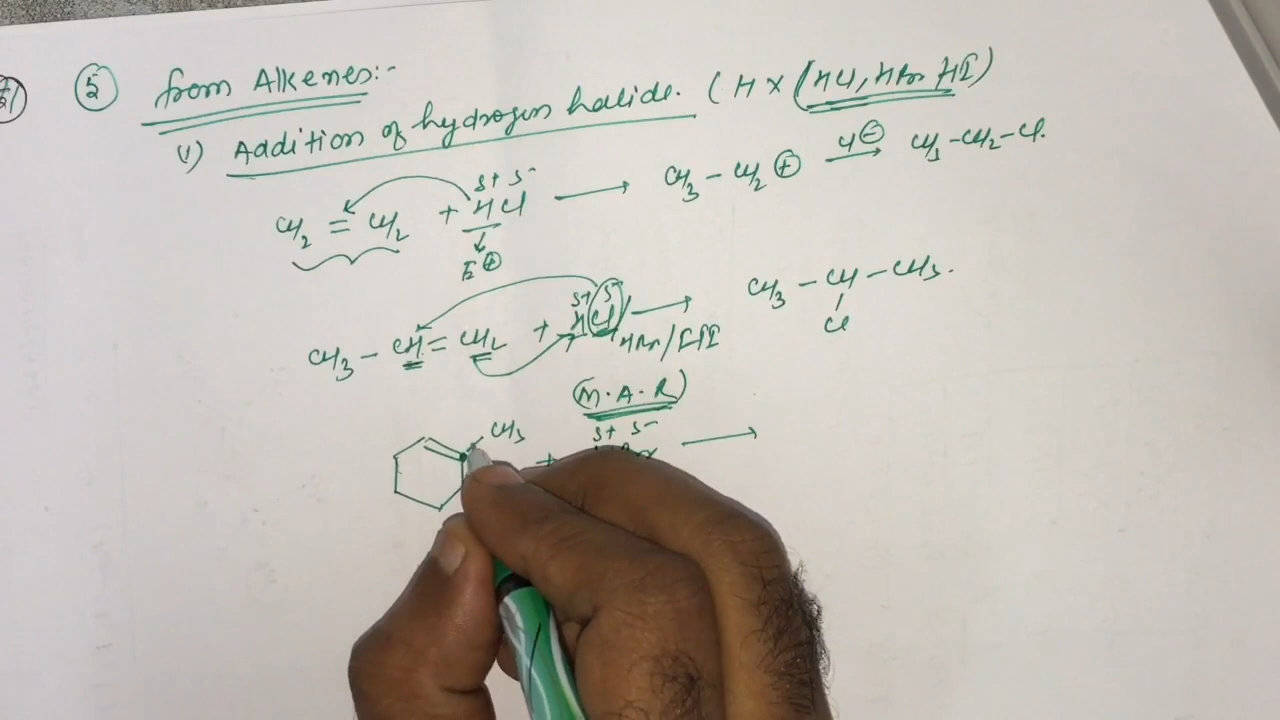 ⑤ from Alkenes:-
1) Addition of hydrogen halide. (HX (HCl, HBr, HI)
δ+ δ-
CH₂ = CH₂ + HCl ⟶ CH₃ - CH₂ ⊕ Cl⊖ ⟶ CH₃-CH₂-Cl.
E⊕
δ+ δ-
CH₃ - CH = CH₂ + HCl ⟶ CH₃ - CH - CH₃.
HBr/
Cl
(M.A.R)
CH₃ δ+ δ-
+ ⟶